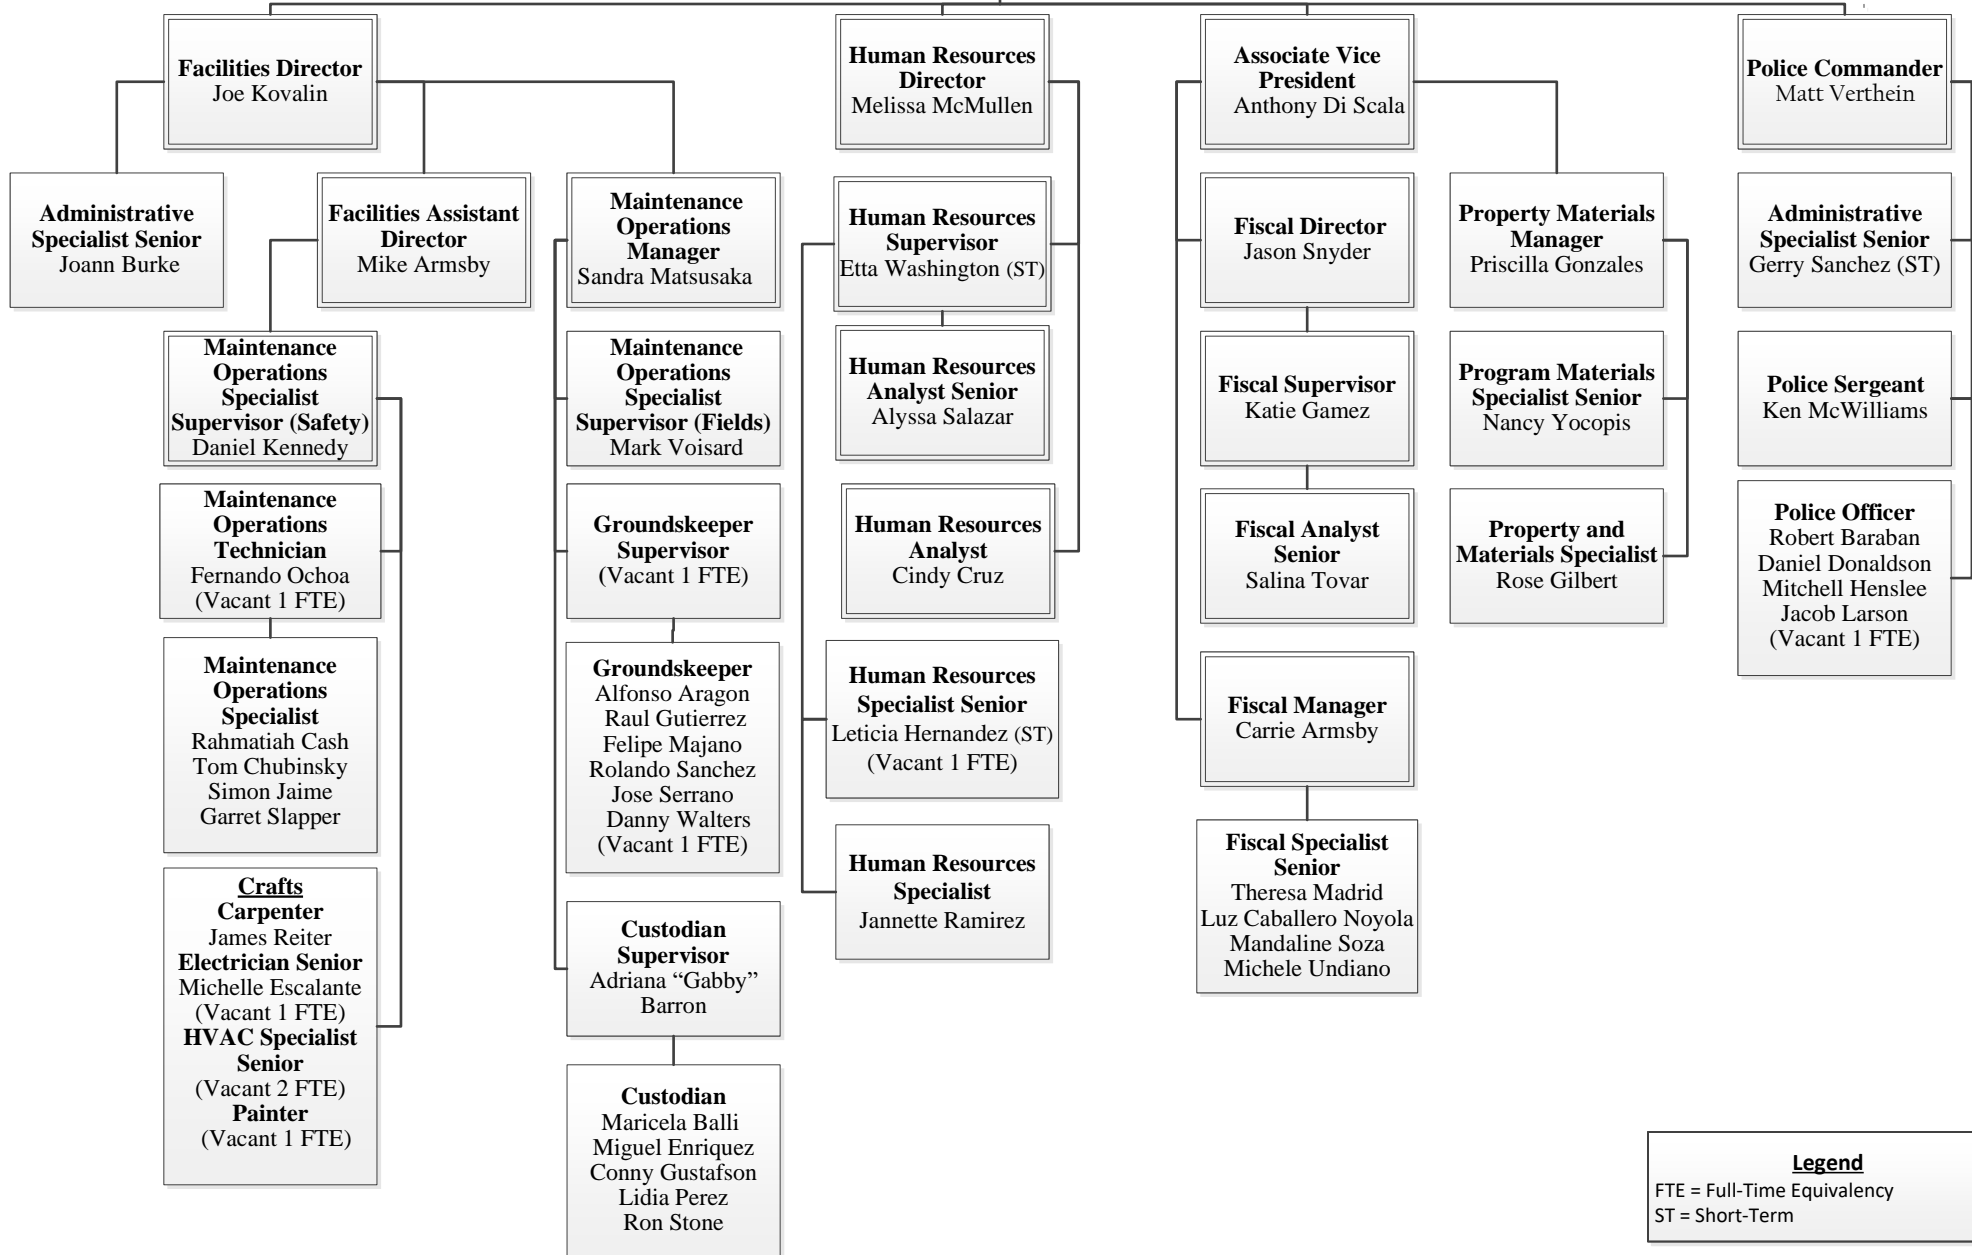 Facilities Director
Joe Kovalin
Human Resources
Director
Melissa McMullen
Associate Vice
President
Anthony Di Scala
Police Commander
Matt Verthein
Administrative
Specialist Senior
Joann Burke
Facilities Assistant
Director
Mike Armsby
Maintenance
Operations
Manager
Sandra Matsusaka
Human Resources
Supervisor
Etta Washington (ST)
Fiscal Director
Jason Snyder
Property Materials
Manager
Priscilla Gonzales
Administrative
Specialist Senior
Gerry Sanchez (ST)
Maintenance
Operations
Specialist
Supervisor (Safety)
Daniel Kennedy
Maintenance
Operations
Specialist
Supervisor (Fields)
Mark Voisard
Human Resources
Analyst Senior
Alyssa Salazar
Fiscal Supervisor
Katie Gamez
Program Materials
Specialist Senior
Nancy Yocopis
Police Sergeant
Ken McWilliams
Maintenance
Operations
Technician
Fernando Ochoa
(Vacant 1 FTE)
Groundskeeper
Supervisor
(Vacant 1 FTE)
Human Resources
Analyst
Cindy Cruz
Fiscal Analyst
Senior
Salina Tovar
Property and
Materials Specialist
Rose Gilbert
Police Officer
Robert Baraban
Daniel Donaldson
Mitchell Henslee
Jacob Larson
(Vacant 1 FTE)
Maintenance
Operations
Specialist
Rahmatiah Cash
Tom Chubinsky
Simon Jaime
Garret Slapper
Groundskeeper
Alfonso Aragon
Raul Gutierrez
Felipe Majano
Rolando Sanchez
Jose Serrano
Danny Walters
(Vacant 1 FTE)
Human Resources
Specialist Senior
Leticia Hernandez (ST)
(Vacant 1 FTE)
Fiscal Manager
Carrie Armsby
Crafts
Carpenter
James Reiter
Electrician Senior
Michelle Escalante
(Vacant 1 FTE)
HVAC Specialist
Senior
(Vacant 2 FTE)
Painter
(Vacant 1 FTE)
Custodian
Supervisor
Adriana “Gabby”
Barron
Human Resources
Specialist
Jannette Ramirez
Fiscal Specialist
Senior
Theresa Madrid
Luz Caballero Noyola
Mandaline Soza
Michele Undiano
Custodian
Maricela Balli
Miguel Enriquez
Conny Gustafson
Lidia Perez
Ron Stone
Legend
FTE = Full-Time Equivalency
ST = Short-Term